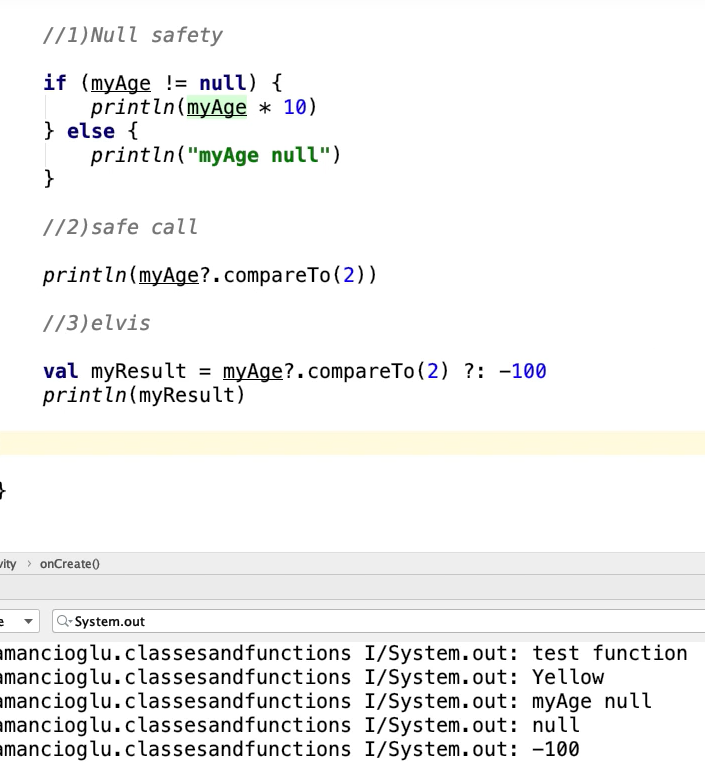 //1)Null safety
if (myAge != null) {
println(myAge * 10)
} else {
println("myAge null")
}
//2)safe call
println(myAge?.compareTo(2))
//3)elvis
val myResult = myAge?.compareTo(2) ?: -100
println(myResult)
}
vity › onCreate()
e System.out
amancioglu.classesandfunctions I/System.out: test function
amancioglu.classesandfunctions I/System.out: Yellow
amancioglu.classesandfunctions I/System.out: myAge null
amancioglu.classesandfunctions I/System.out: null
amancioglu.classesandfunctions I/System.out: -100